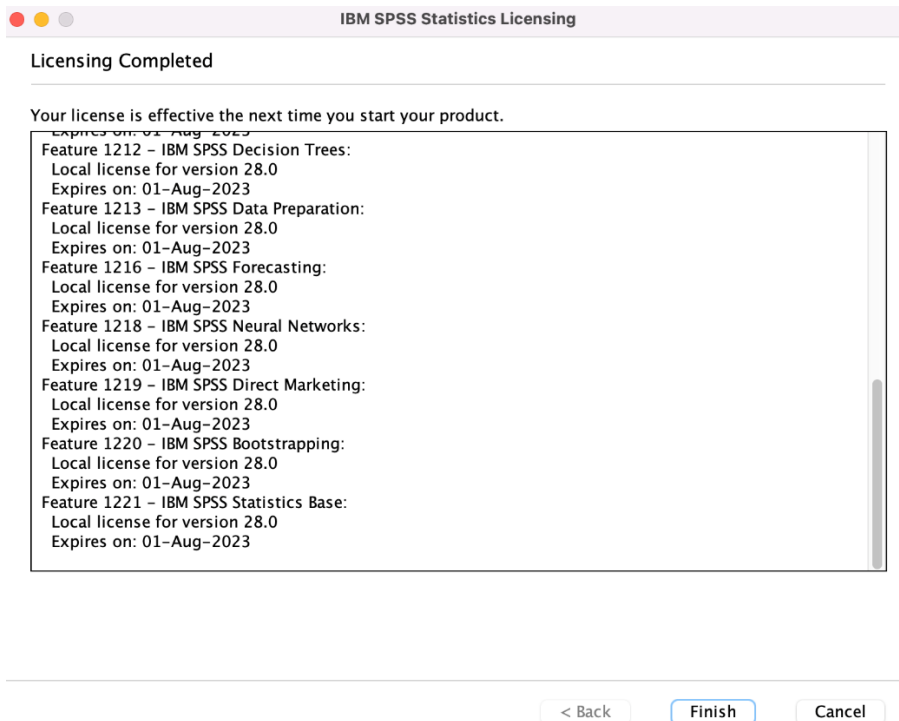 IBM SPSS Statistics Licensing
Licensing Completed
Your license is effective the next time you start your product.
Expires on: 01-Aug-2023
Feature 1212 – IBM SPSS Decision Trees:
Local license for version 28.0
Expires on: 01-Aug-2023
Feature 1213 – IBM SPSS Data Preparation:
Local license for version 28.0
Expires on: 01-Aug-2023
Feature 1216 – IBM SPSS Forecasting:
Local license for version 28.0
Expires on: 01-Aug-2023
Feature 1218 – IBM SPSS Neural Networks:
Local license for version 28.0
Expires on: 01-Aug-2023
Feature 1219 – IBM SPSS Direct Marketing:
Local license for version 28.0
Expires on: 01-Aug-2023
Feature 1220 – IBM SPSS Bootstrapping:
Local license for version 28.0
Expires on: 01-Aug-2023
Feature 1221 – IBM SPSS Statistics Base:
Local license for version 28.0
Expires on: 01-Aug-2023
< Back Finish Cancel